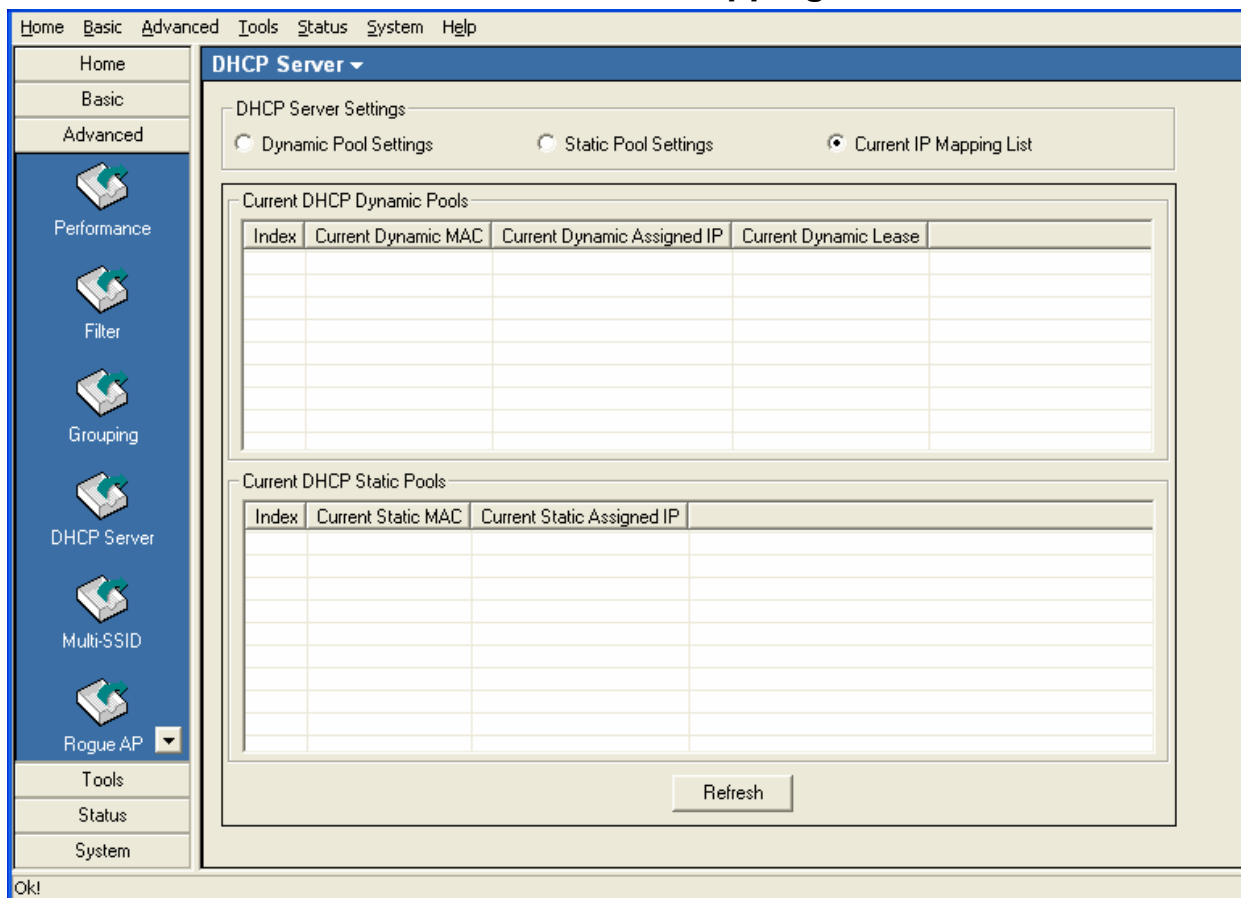 pping
Home Basic Advanced Tools Status System Help
Home
Basic
Advanced
Performance
Filter
Grouping
DHCP Server
Multi-SSID
Rogue AP
Tools
Status
System
DHCP Server
DHCP Server Settings
Dynamic Pool Settings Static Pool Settings Current IP Mapping List
Current DHCP Dynamic Pools
Index Current Dynamic MAC Current Dynamic Assigned IP Current Dynamic Lease
Current DHCP Static Pools
Index Current Static MAC Current Static Assigned IP
Refresh
Ok!